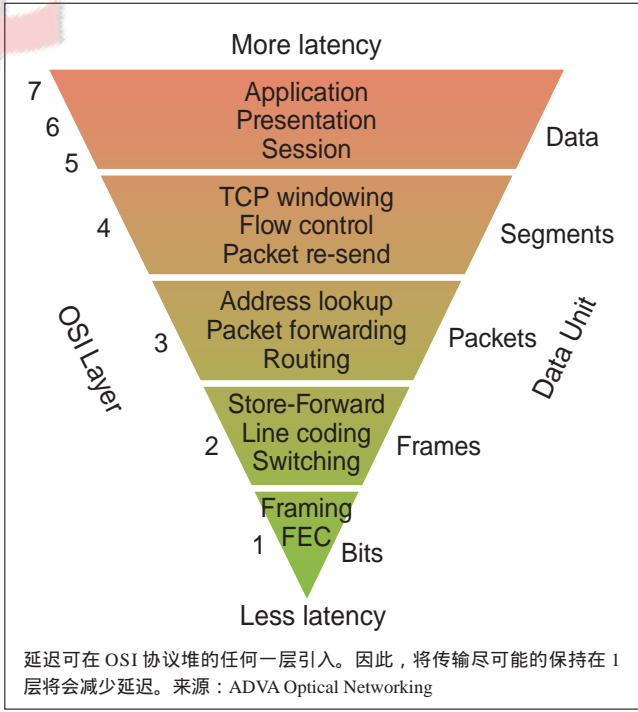 More latency
7
6
5
Application
Presentation
Session
Data
4
TCP windowing
Flow control
Packet re-send
Segments
OSI Layer
3
Address lookup
Packet forwarding
Routing
Packets
Data Unit
2
Store-Forward
Line coding
Switching
Frames
1
Framing
FEC
Bits
Less latency
延迟可在 OSI 协议堆的任何一层引入。因此，将传输尽可能的保持在 1
层将会减少延迟。来源：ADVA Optical Networking